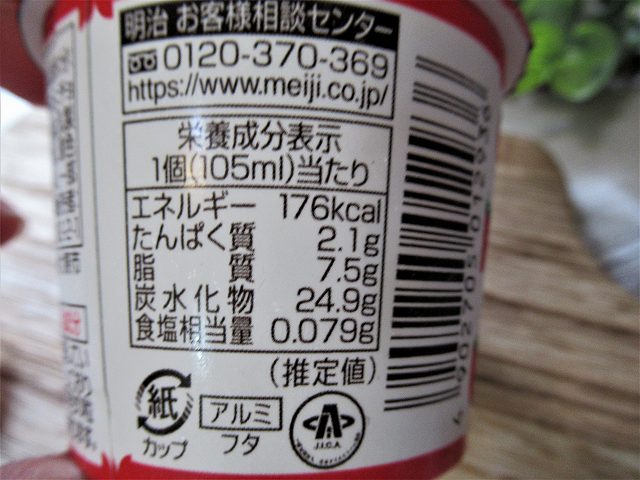 明治 お客様相談センター
0120-370-369
https://www.meiji.co.jp/
栄養成分表示
1個(105ml)当たり
エネルギー 176kcal
たんぱく質 2.1g
脂質 7.5g
炭水化物 24.9g
食塩相当量 0.079g
(推定値)
紙
カップ
アルミ
フタ
J.I.C.A.